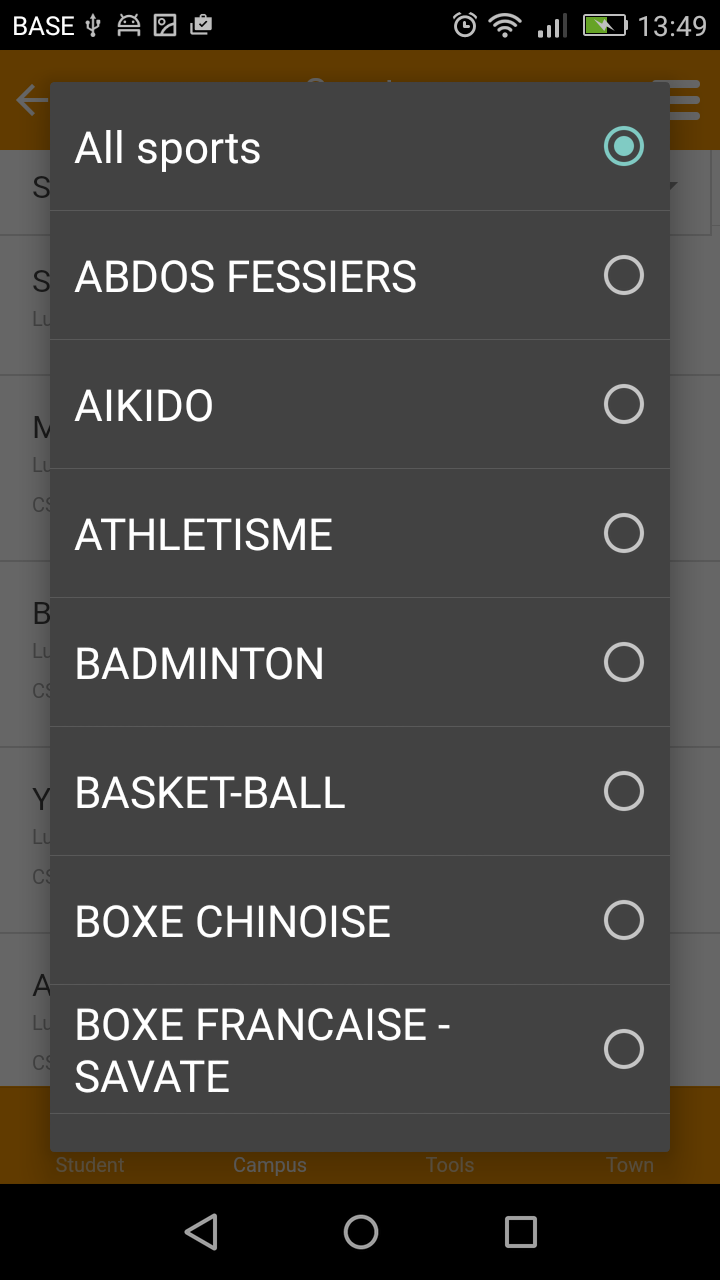 BASE 13:49
All sports
ABDOS FESSIERS
AIKIDO
ATHLETISME
BADMINTON
BASKET-BALL
BOXE CHINOISE
BOXE FRANCAISE -
SAVATE
Student Campus Tools Town